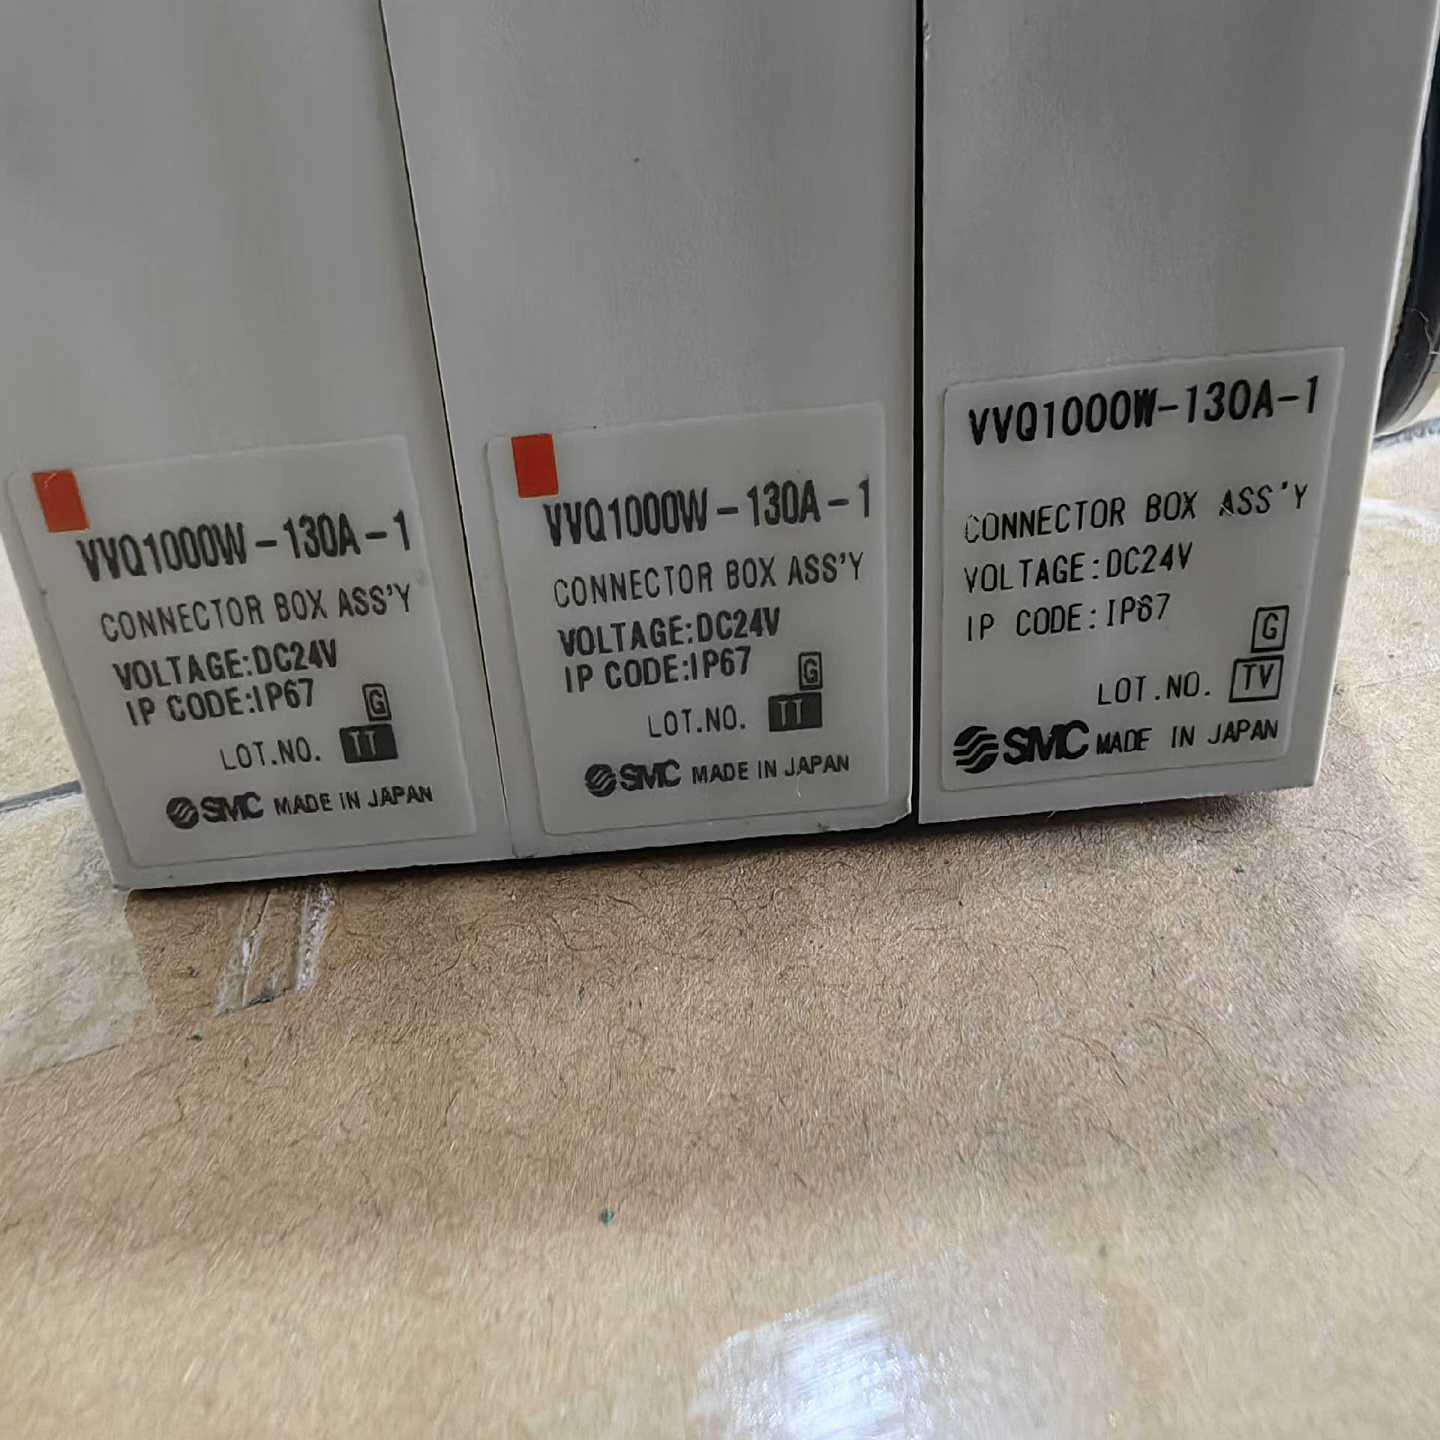 VVQ1000W-130A-1
CONNECTOR BOX ASS'Y
VOLTAGE:DC24V
IP CODE:IP67
G
LOT.NO. TT
SMC MADE IN JAPAN
VVQ1000W-130A-1
CONNECTOR BOX ASS'Y
VOLTAGE:DC24V
IP CODE:IP67
G
LOT.NO. TT
SMC MADE IN JAPAN
VVQ1000W-130A-1
CONNECTOR BOX ASS'Y
VOLTAGE:DC24V
IP CODE:IP67
G
LOT.NO. TV
SMC MADE IN JAPAN